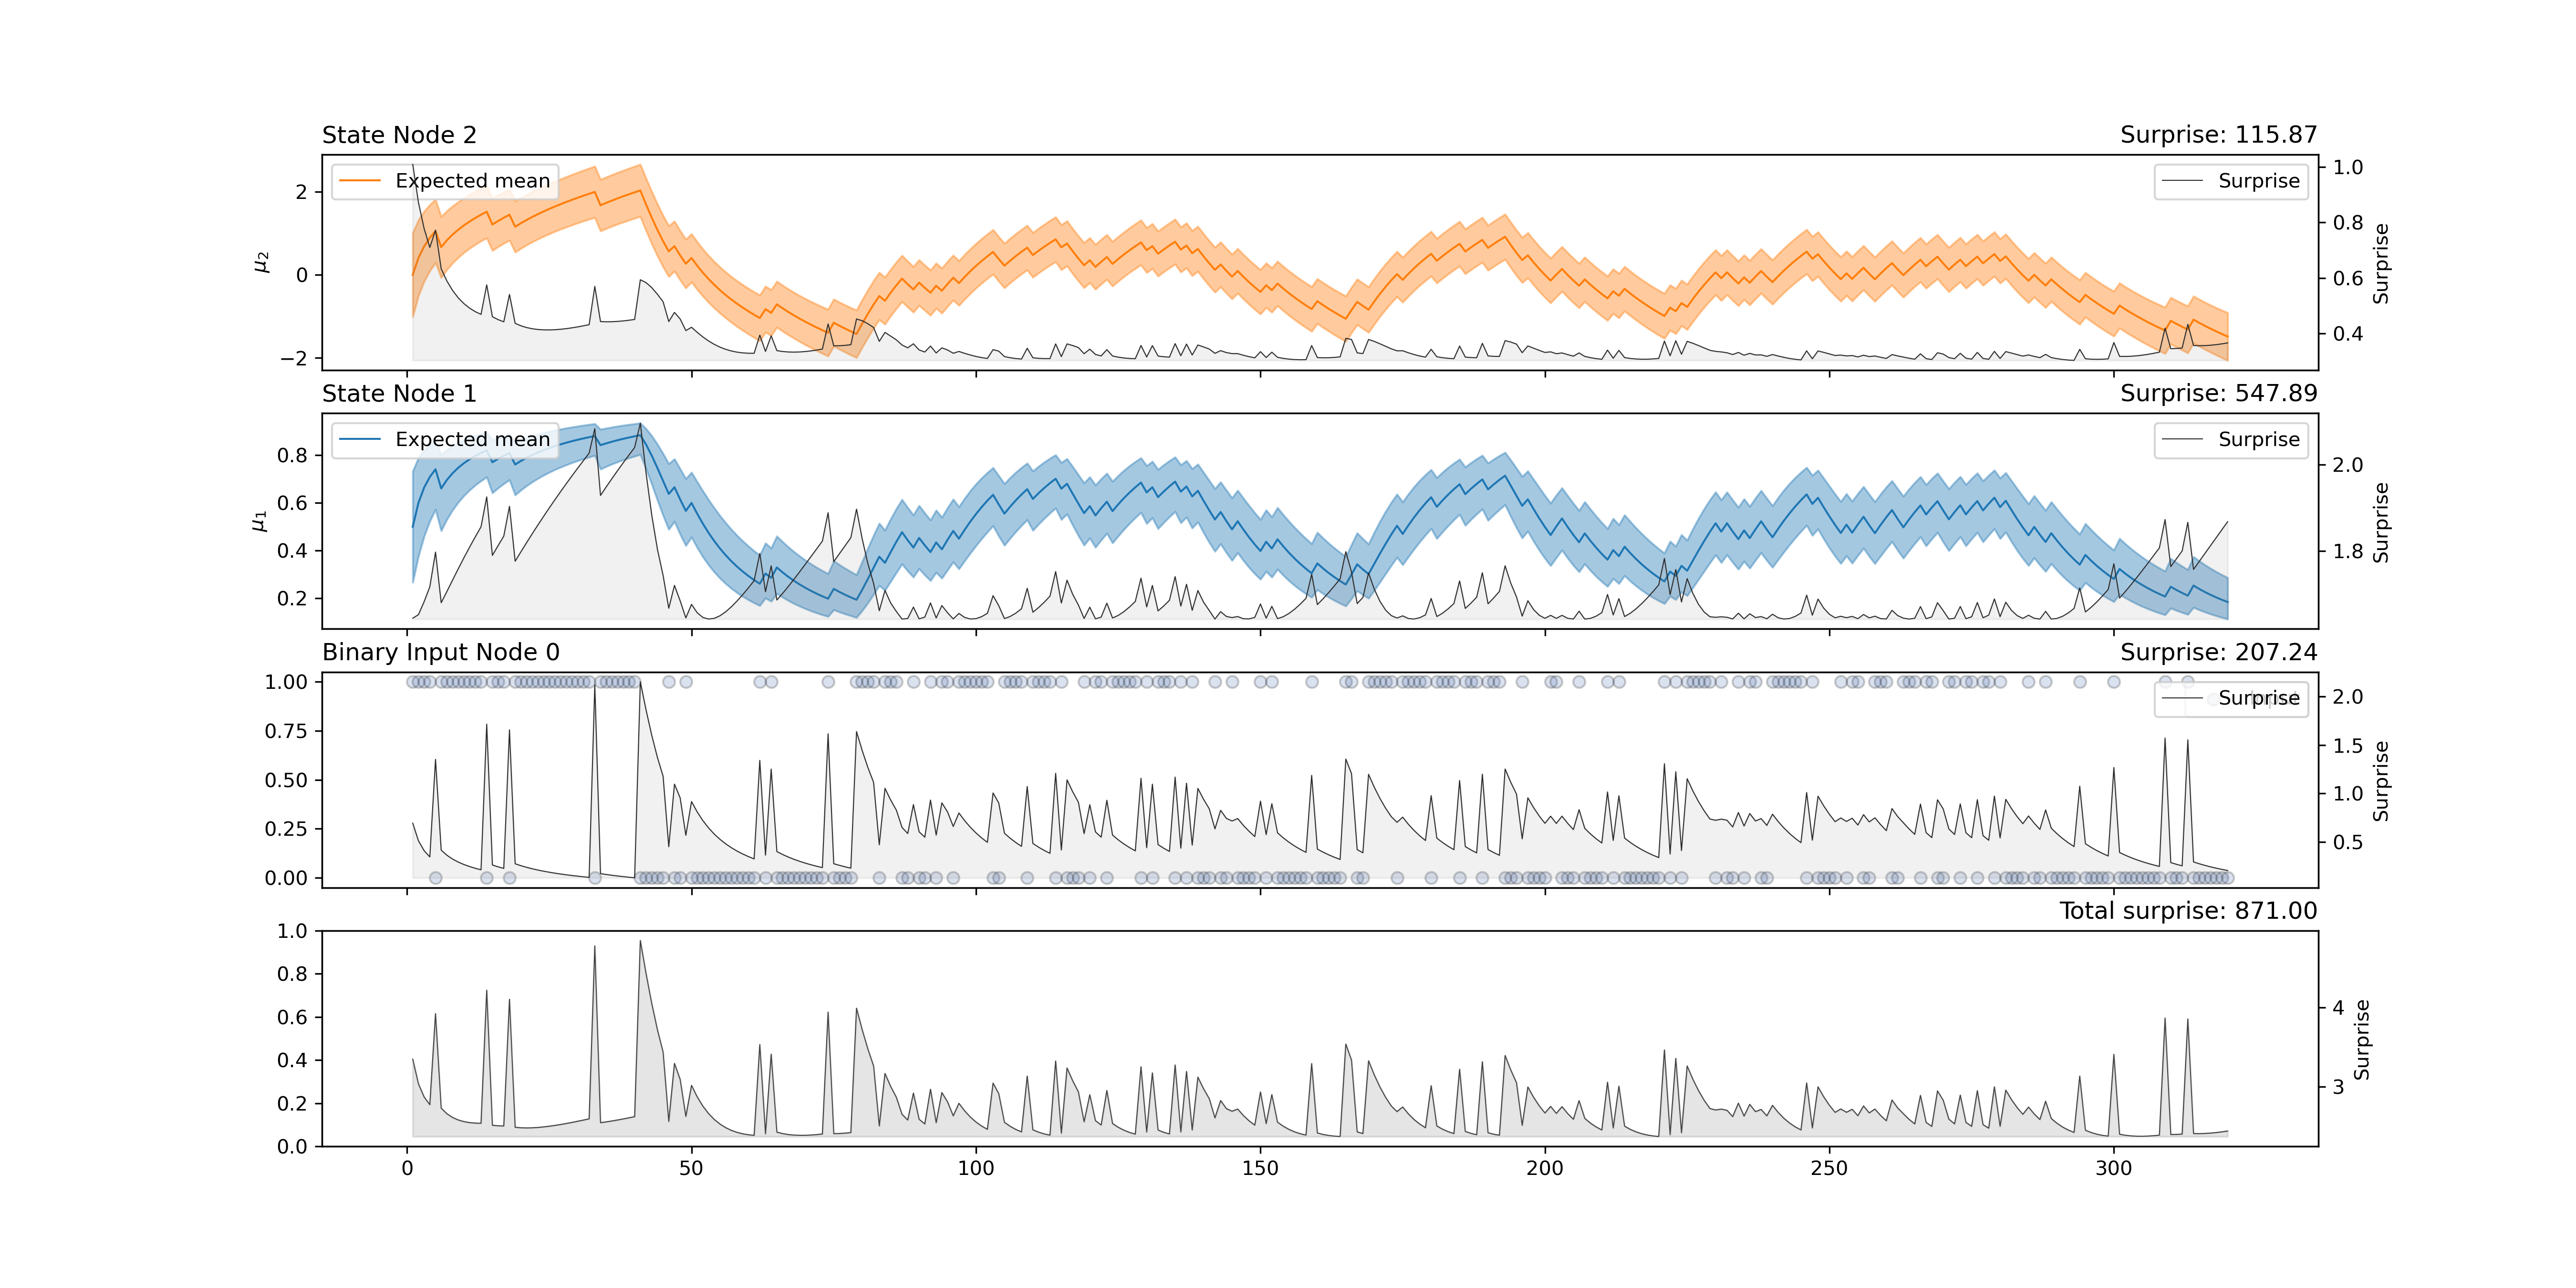 State Node 2
Surprise: 115.87
Expected mean
Surprise
2
0
−2
μ2
1.0
0.8
0.6
0.4
Surprise
State Node 1
Surprise: 547.89
Expected mean
Surprise
0.8
0.6
0.4
0.2
μ1
2.0
1.8
Surprise
Binary Input Node 0
Surprise: 207.24
Surprise
1.00
0.75
0.50
0.25
0.00
2.0
1.5
1.0
0.5
Surprise
Total surprise: 871.00
1.0
0.8
0.6
0.4
0.2
0.0
4
3
Surprise
0 50 100 150 200 250 300